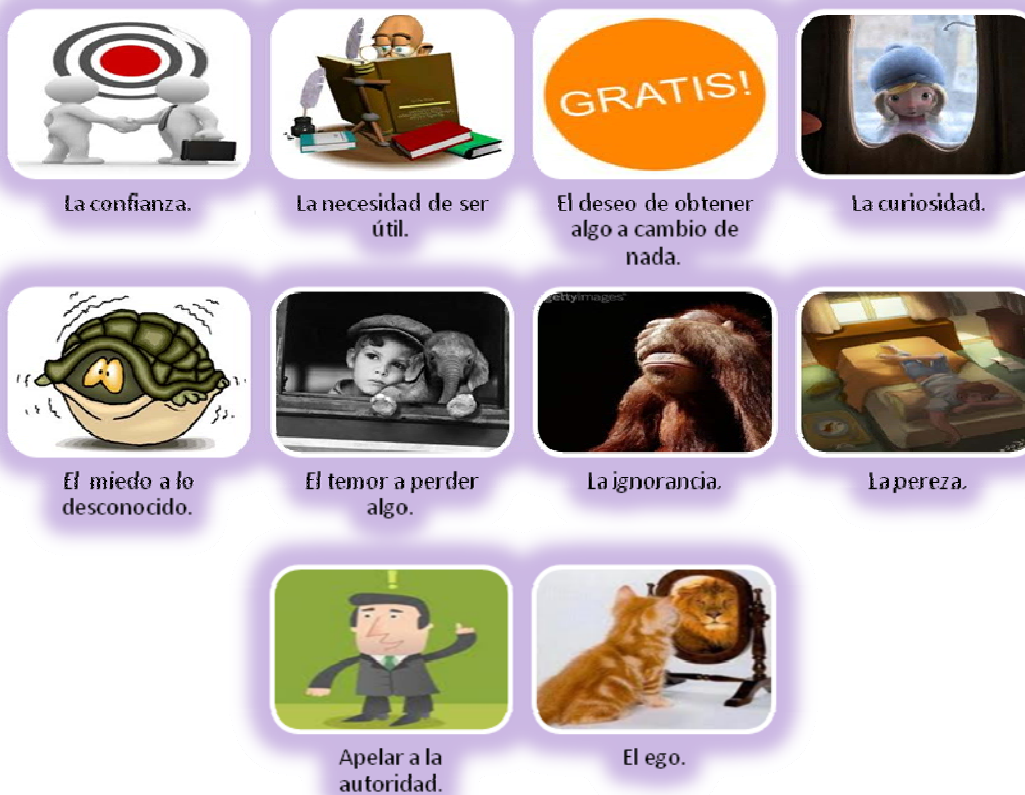 GRATIS!
La confianza.
La necesidad de ser
útil.
El deseo de obtener
algo a cambio de
nada.
La curiosidad.
gettyimages
El miedo a lo
desconocido.
El temor a perder
algo.
La ignorancia.
La pereza.
Apelar a la
autoridad.
El ego.